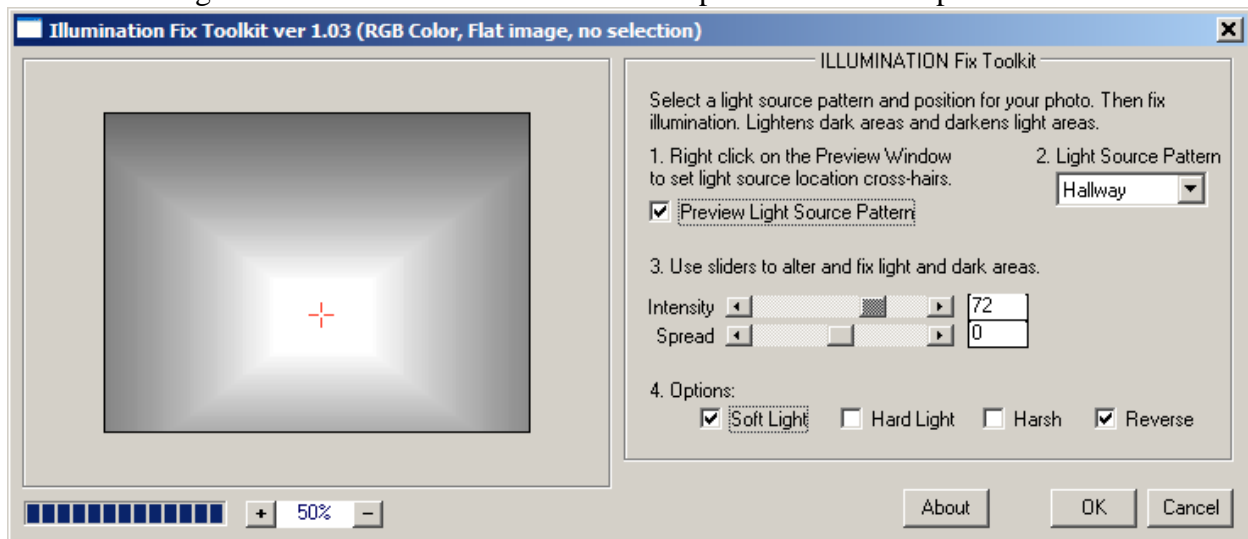 Illumination Fix Toolkit ver 1.03 (RGB Color, Flat image, no selection)
ILLUMINATION Fix Toolkit
Select a light source pattern and position for your photo. Then fix
illumination. Lightens dark areas and darkens light areas.
1. Right click on the Preview Window
to set light source location cross-hairs.
2. Light Source Pattern
Hallway
Preview Light Source Pattern
3. Use sliders to alter and fix light and dark areas.
Intensity 72
Spread 0
4. Options:
Soft Light Hard Light Harsh Reverse
+ 50% −
About OK Cancel